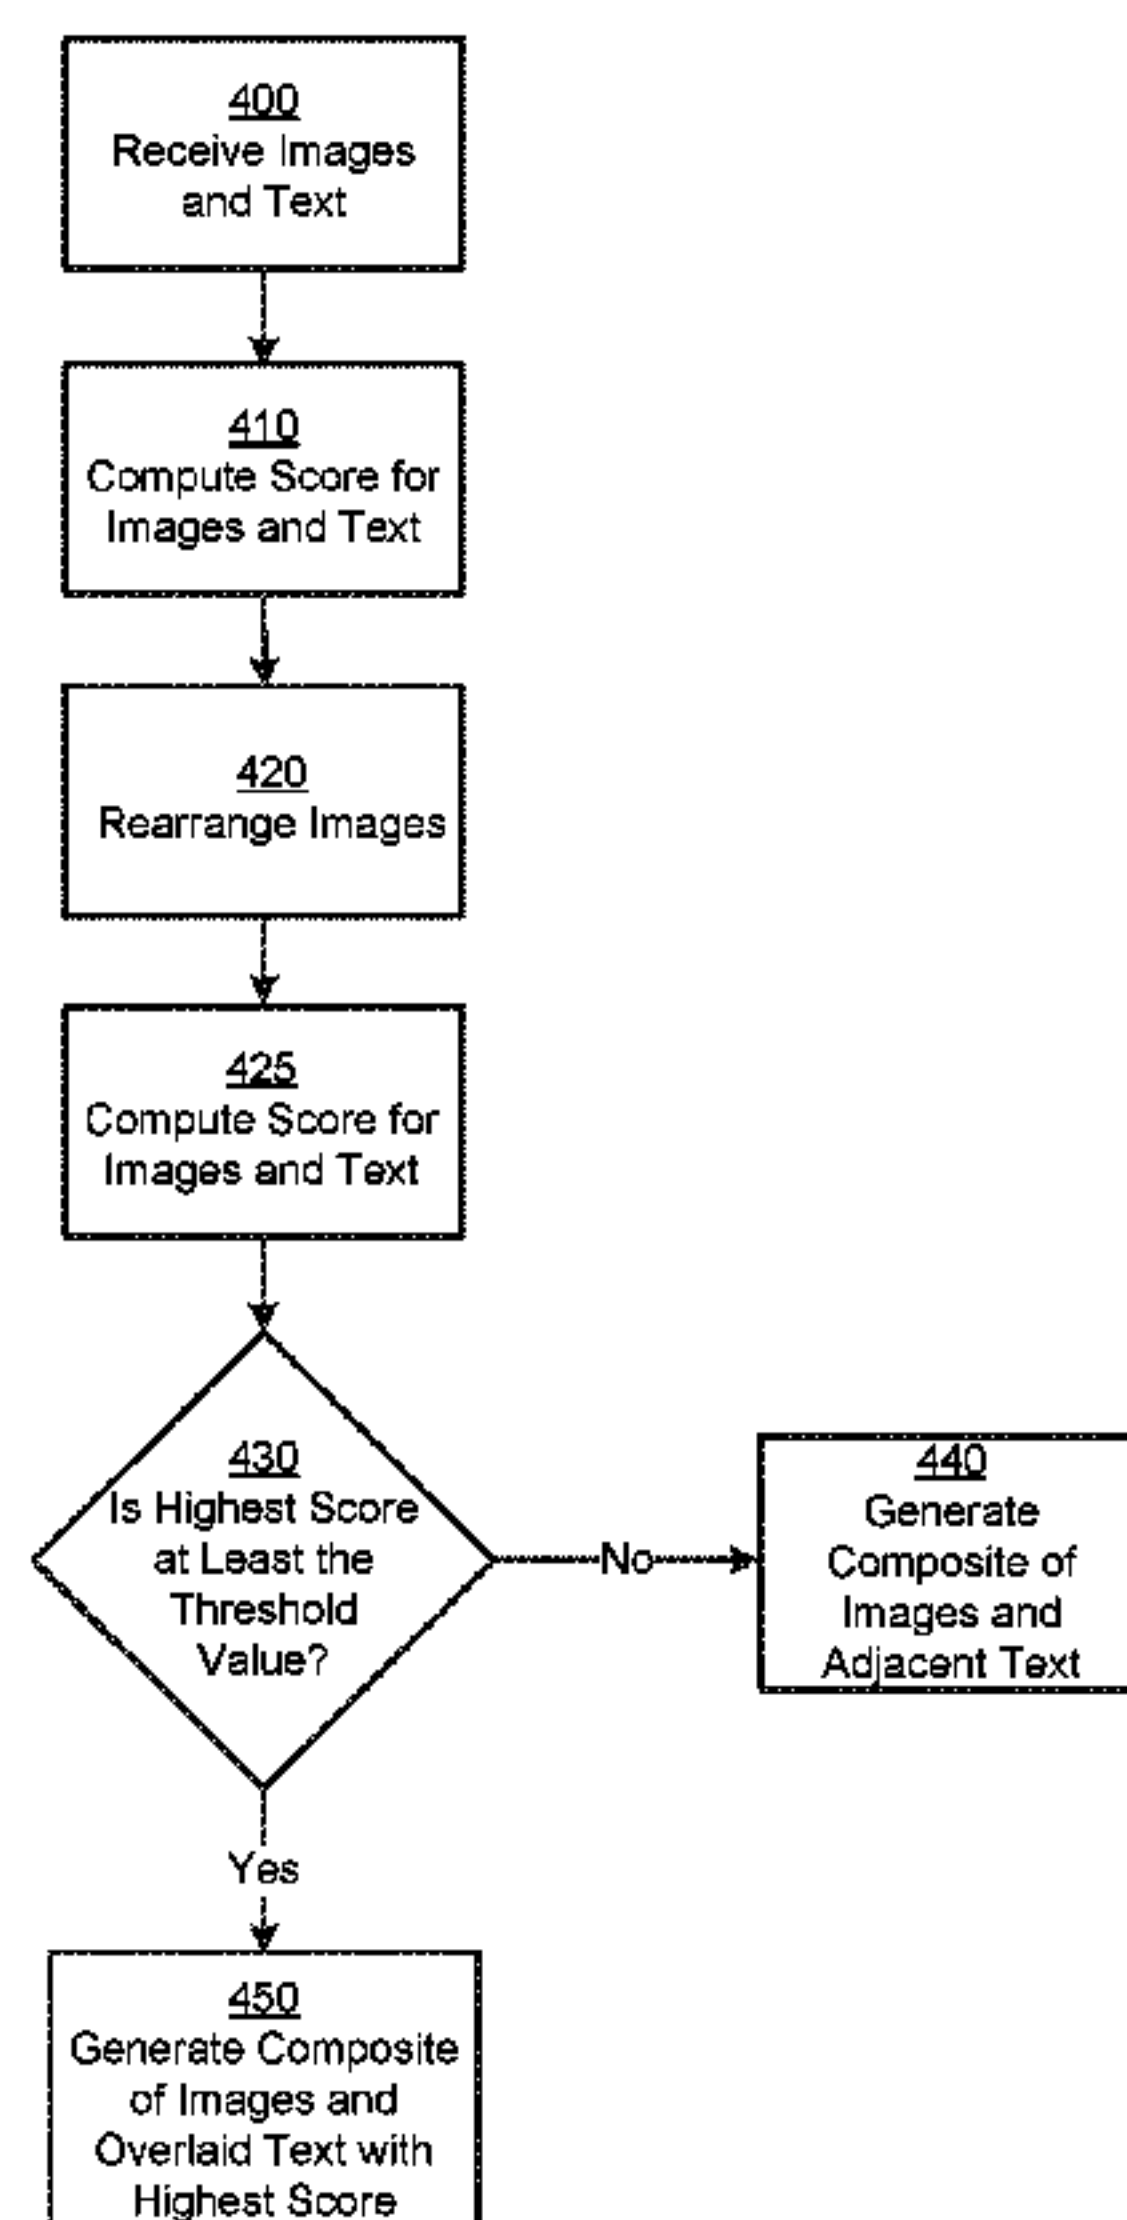 400
Receive Images
and Text
410
Compute Score for
Images and Text
420
Rearrange Images
425
Compute Score for
Images and Text
430
Is Highest Score
at Least the
Threshold
Value?
No
440
Generate
Composite of
Images and
Adjacent Text
Yes
450
Generate Composite
of Images and
Overlaid Text with
Highest Score